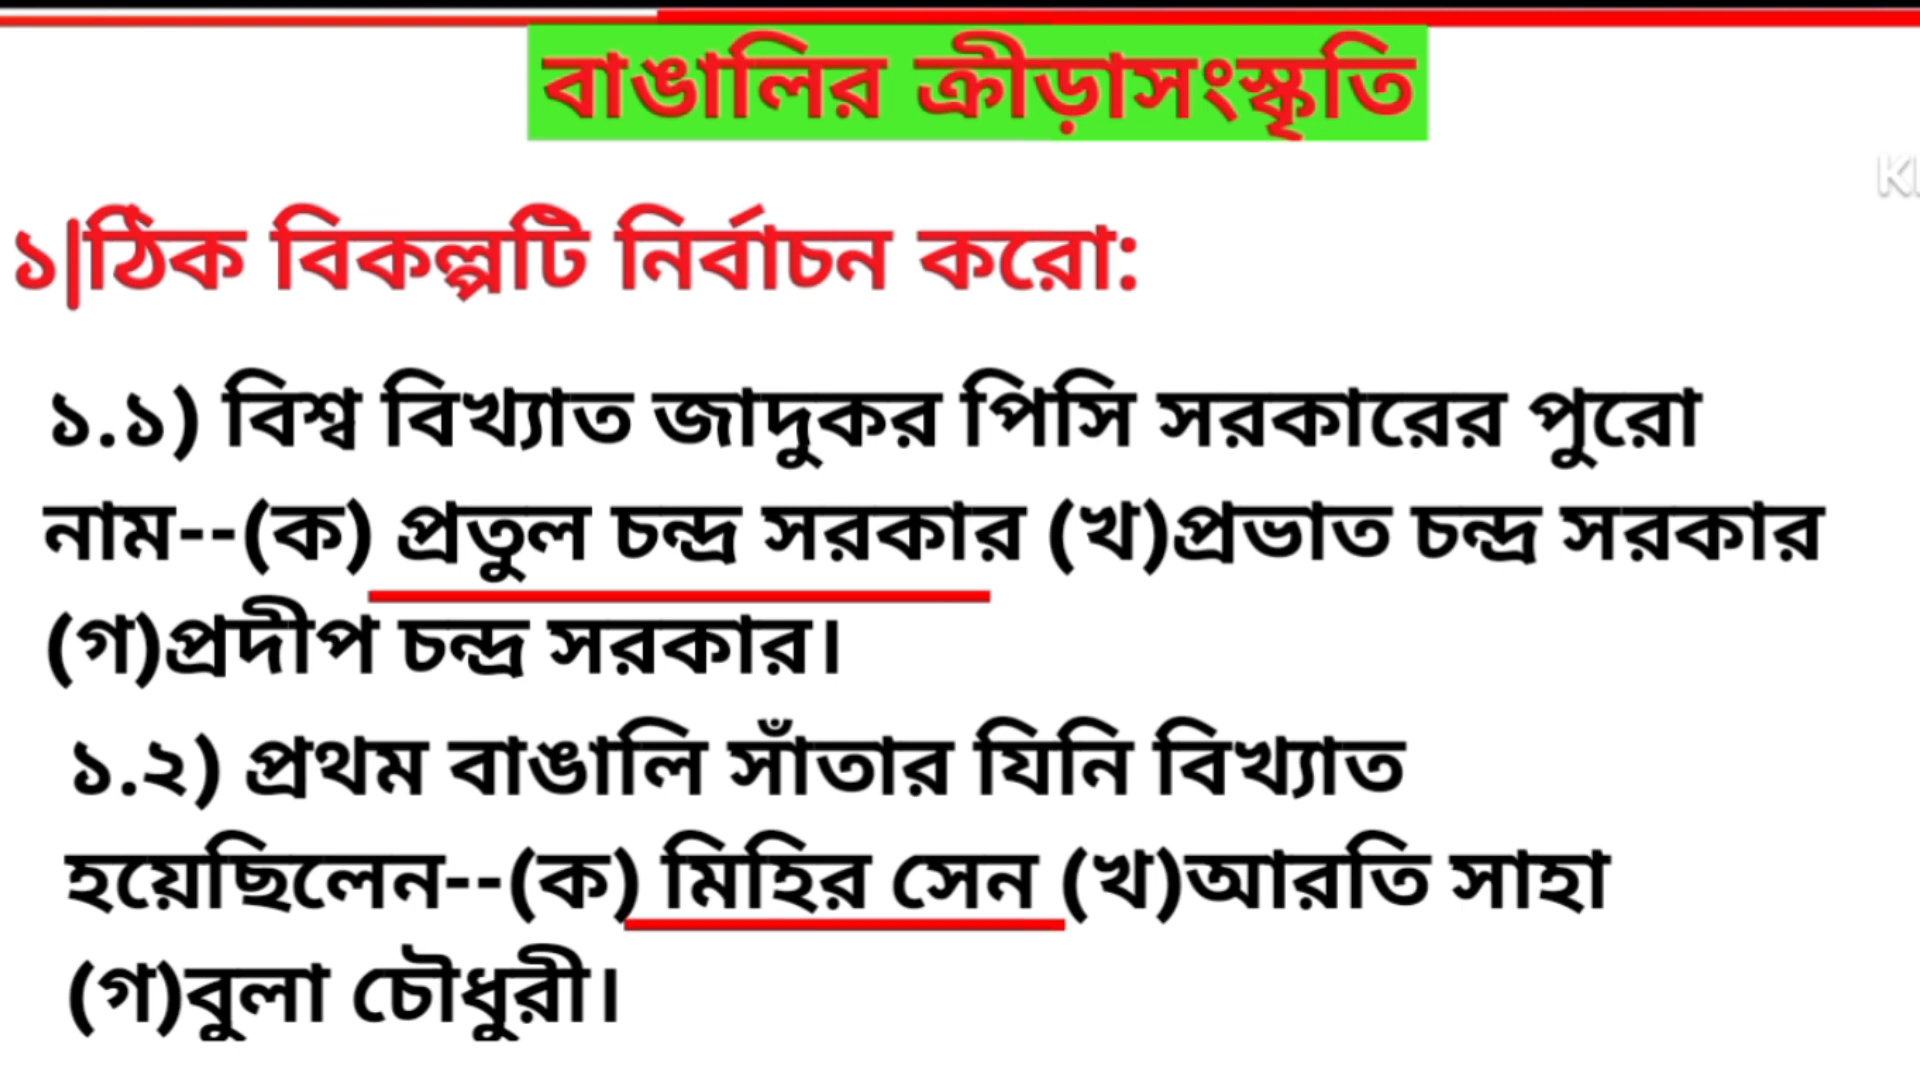 বাঙালির ক্রীড়াসংস্কৃতি
১|ঠিক বিকল্পটি নির্বাচন করো:
১.১) বিশ্ব বিখ্যাত জাদুকর পিসি সরকারের পুরো
নাম--(ক) প্রতুল চন্দ্র সরকার (খ)প্রভাত চন্দ্র সরকার
(গ)প্রদীপ চন্দ্র সরকার।
১.২) প্রথম বাঙালি সাঁতার যিনি বিখ্যাত
হয়েছিলেন--(ক) মিহির সেন (খ)আরতি সাহা
(গ)বুলা চৌধুরী।